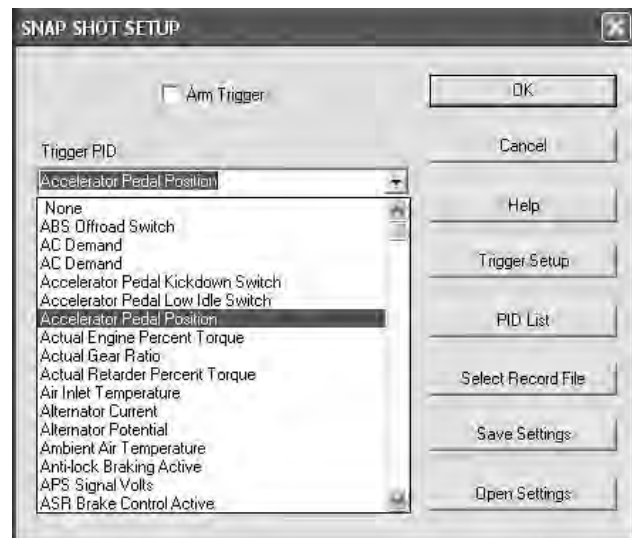 SNAP SHOT SETUP
Arm Trigger
OK
Trigger PID
Cancel
Accelerator Pedal Position
None
ABS Offroad Switch
AC Demand
AC Demand
Accelerator Pedal Kickdown Switch
Accelerator Pedal Low Idle Switch
Accelerator Pedal Position
Actual Engine Percent Torque
Actual Gear Ratio
Actual Retarder Percent Torque
Air Inlet Temperature
Alternator Current
Alternator Potential
Ambient Air Temperature
Anti-lock Braking Active
APS Signal Volts
ASR Brake Control Active
Help
Trigger Setup
PID List
Select Record File
Save Settings
Open Settings